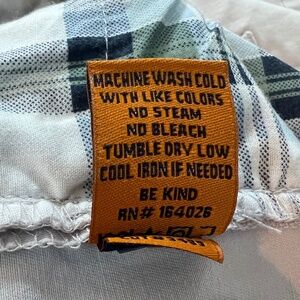 MACHINE WASH COLD
WITH LIKE COLORS
NO STEAM
NO BLEACH
TUMBLE DRY LOW
COOL IRON IF NEEDED
BE KIND
RN# 164026